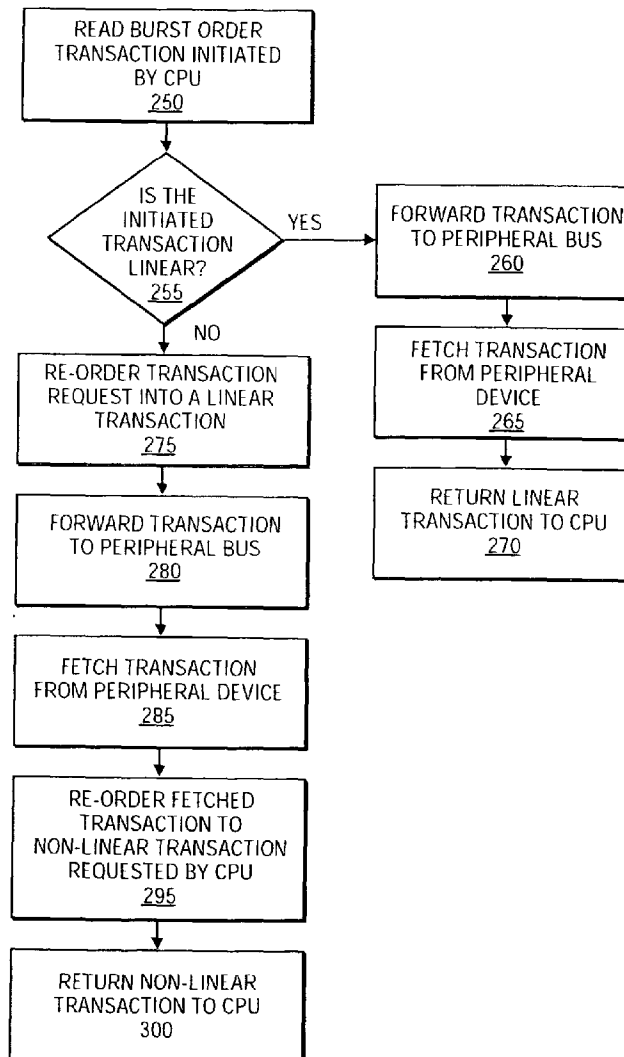 READ BURST ORDER
TRANSACTION INITIATED
BY CPU
250
IS THE
INITIATED
TRANSACTION
LINEAR?
255
YES
NO
FORWARD TRANSACTION
TO PERIPHERAL BUS
260
FETCH TRANSACTION
FROM PERIPHERAL
DEVICE
265
RETURN LINEAR
TRANSACTION TO CPU
270
RE-ORDER TRANSACTION
REQUEST INTO A LINEAR
TRANSACTION
275
FORWARD TRANSACTION
TO PERIPHERAL BUS
280
FETCH TRANSACTION
FROM PERIPHERAL DEVICE
285
RE-ORDER FETCHED
TRANSACTION TO
NON-LINEAR TRANSACTION
REQUESTED BY CPU
295
RETURN NON-LINEAR
TRANSACTION TO CPU
300